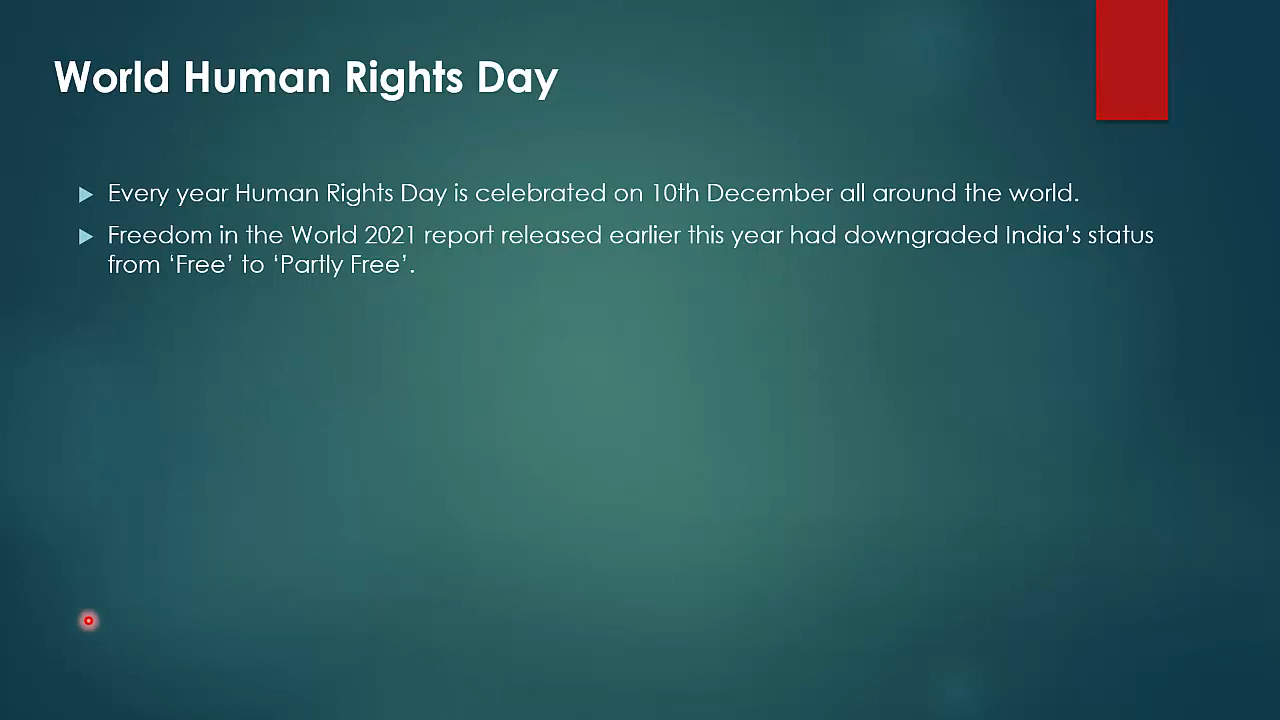 World Human Rights Day
Every year Human Rights Day is celebrated on 10th December all around the world.
Freedom in the World 2021 report released earlier this year had downgraded India’s status
from ‘Free’ to ‘Partly Free’.